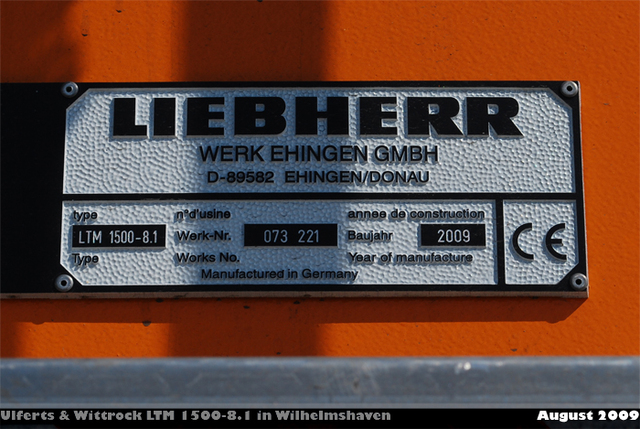 LIEBHERR
WERK EHINGEN GMBH
D-89582 EHINGEN/DONAU
type n°d'usine annee de construction
LTM 1500-8.1 Werk-Nr. 073 221 Baujahr 2009
Type Works No. Year of manufacture
Manufactured in Germany
CE
Ulferts & Wittrock LTM 1500-8.1 in Wilhelmshaven August 2009